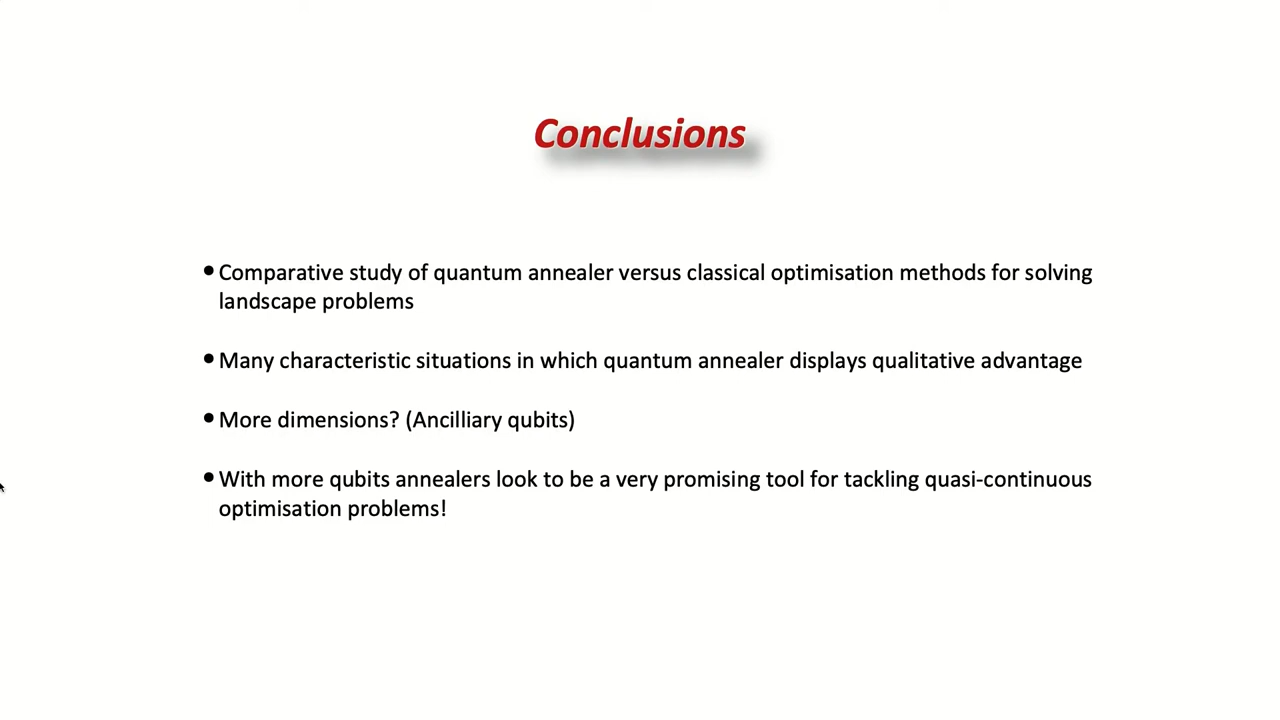 Conclusions
• Comparative study of quantum annealer versus classical optimisation methods for solving
landscape problems
• Many characteristic situations in which quantum annealer displays qualitative advantage
• More dimensions? (Ancilliary qubits)
• With more qubits annealers look to be a very promising tool for tackling quasi-continuous
optimisation problems!